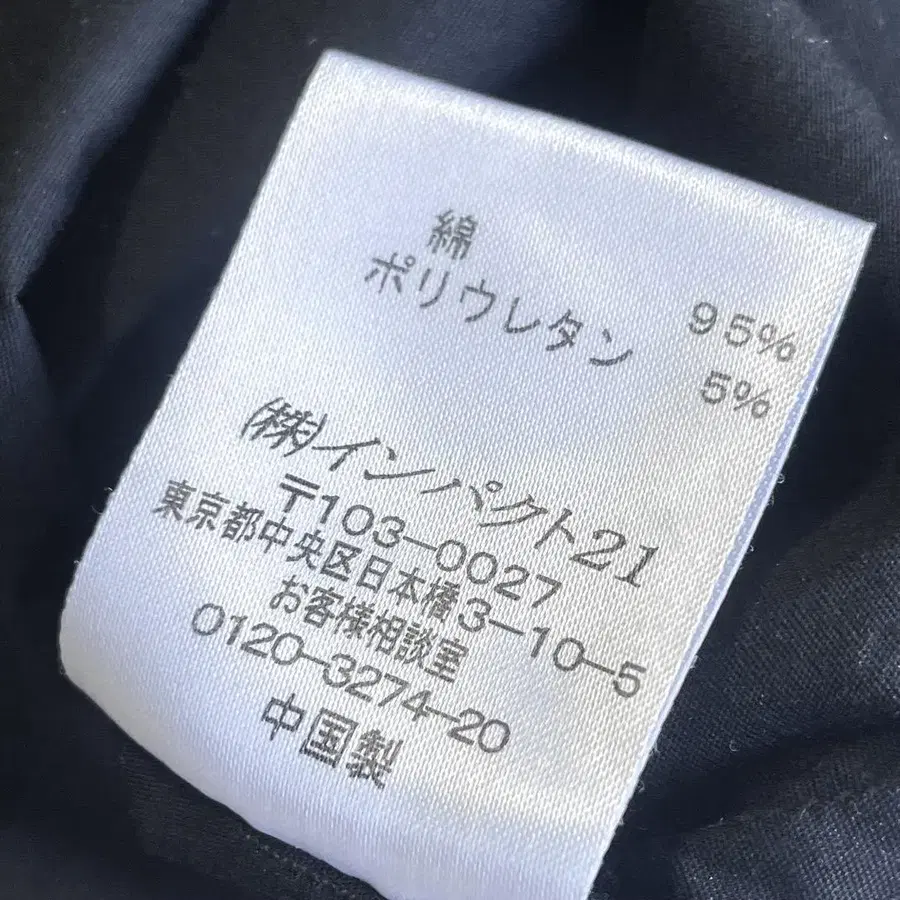 綿 95%
ポリウレタン 5%
㈱インパクト21
〒103-0027
東京都中央区日本橋3-10-5
お客様相談室
0120-3274-20
中国製